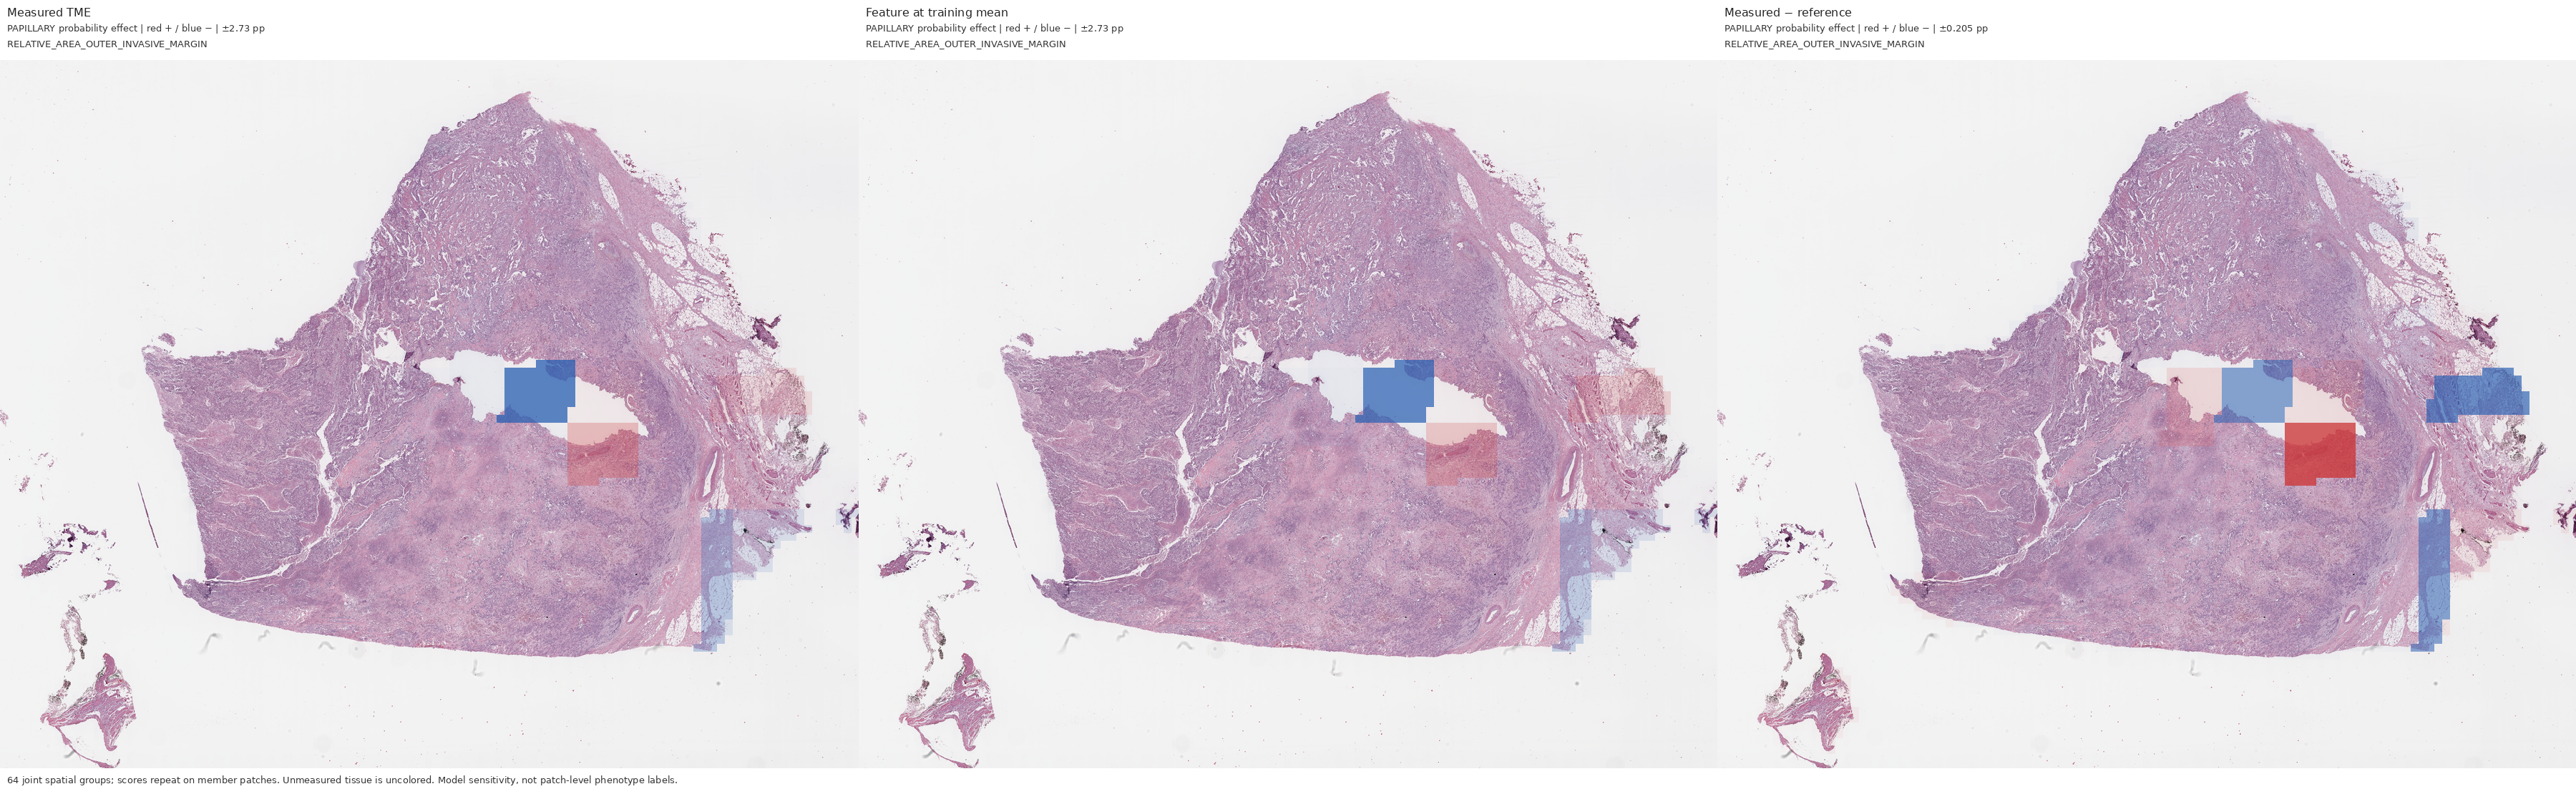 Measured TME
PAPILLARY probability effect | red + / blue − | ±2.73 pp
RELATIVE_AREA_OUTER_INVASIVE_MARGIN
Feature at training mean
PAPILLARY probability effect | red + / blue − | ±2.73 pp
RELATIVE_AREA_OUTER_INVASIVE_MARGIN
Measured − reference
PAPILLARY probability effect | red + / blue − | ±0.205 pp
RELATIVE_AREA_OUTER_INVASIVE_MARGIN
64 joint spatial groups; scores repeat on member patches. Unmeasured tissue is uncolored. Model sensitivity, not patch-level phenotype labels.